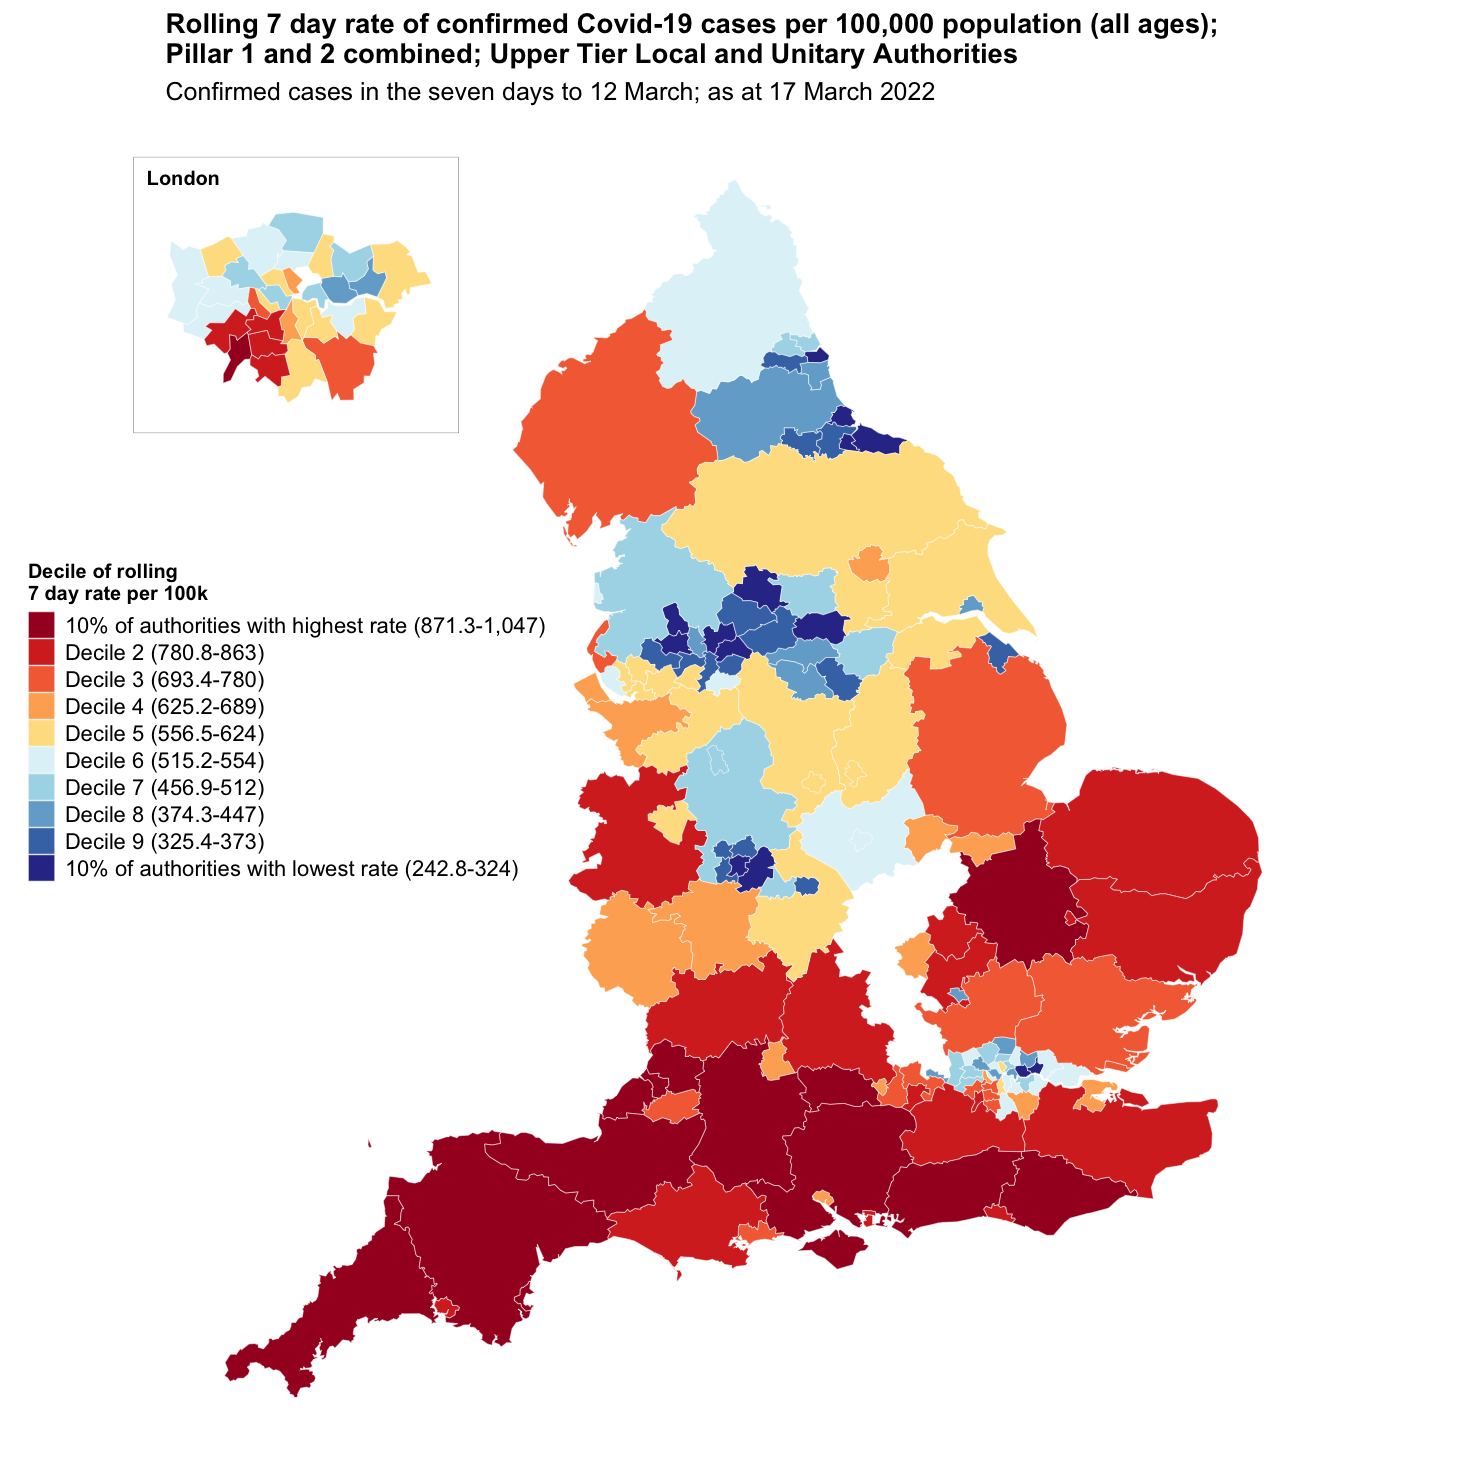 Rolling 7 day rate of confirmed Covid-19 cases per 100,000 population (all ages);
Pillar 1 and 2 combined; Upper Tier Local and Unitary Authorities
Confirmed cases in the seven days to 12 March; as at 17 March 2022
London
Decile of rolling
7 day rate per 100k
10% of authorities with highest rate (871.3-1,047)
Decile 2 (780.8-863)
Decile 3 (693.4-780)
Decile 4 (625.2-689)
Decile 5 (556.5-624)
Decile 6 (515.2-554)
Decile 7 (456.9-512)
Decile 8 (374.3-447)
Decile 9 (325.4-373)
10% of authorities with lowest rate (242.8-324)